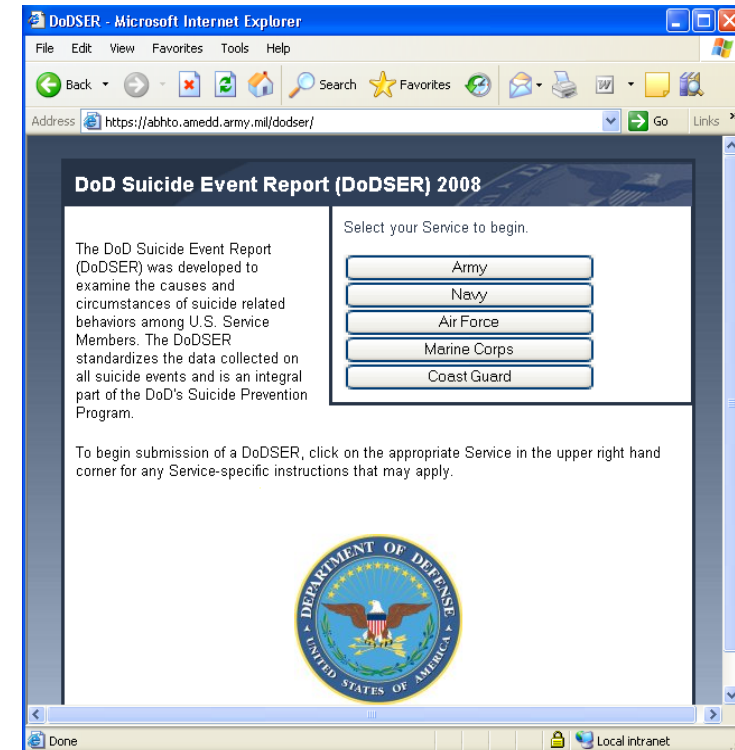 DoDSER - Microsoft Internet Explorer
File Edit View Favorites Tools Help
Back Search Favorites
Address https://abhto.amedd.army.mil/dodser/ Go Links
DoD Suicide Event Report (DoDSER) 2008
Select your Service to begin.
Army
Navy
Air Force
Marine Corps
Coast Guard
The DoD Suicide Event Report
(DoDSER) was developed to
examine the causes and
circumstances of suicide related
behaviors among U.S. Service
Members. The DoDSER
standardizes the data collected on
all suicide events and is an integral
part of the DoD's Suicide Prevention
Program.
To begin submission of a DoDSER, click on the appropriate Service in the upper right hand
corner for any Service-specific instructions that may apply.
DEPARTMENT OF DEFENSE
UNITED STATES OF AMERICA
Done Local intranet